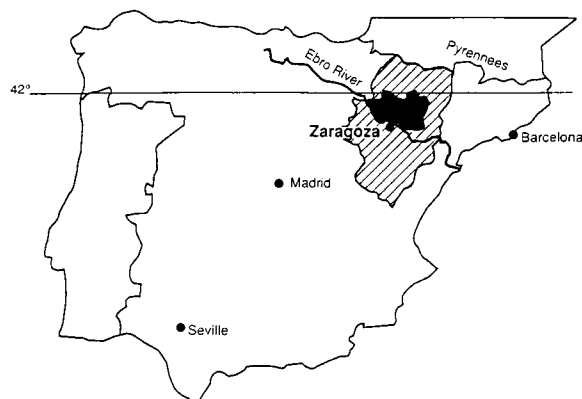 Pyrennees
Ebro River
42°
Zaragoza
Barcelona
Madrid
Seville